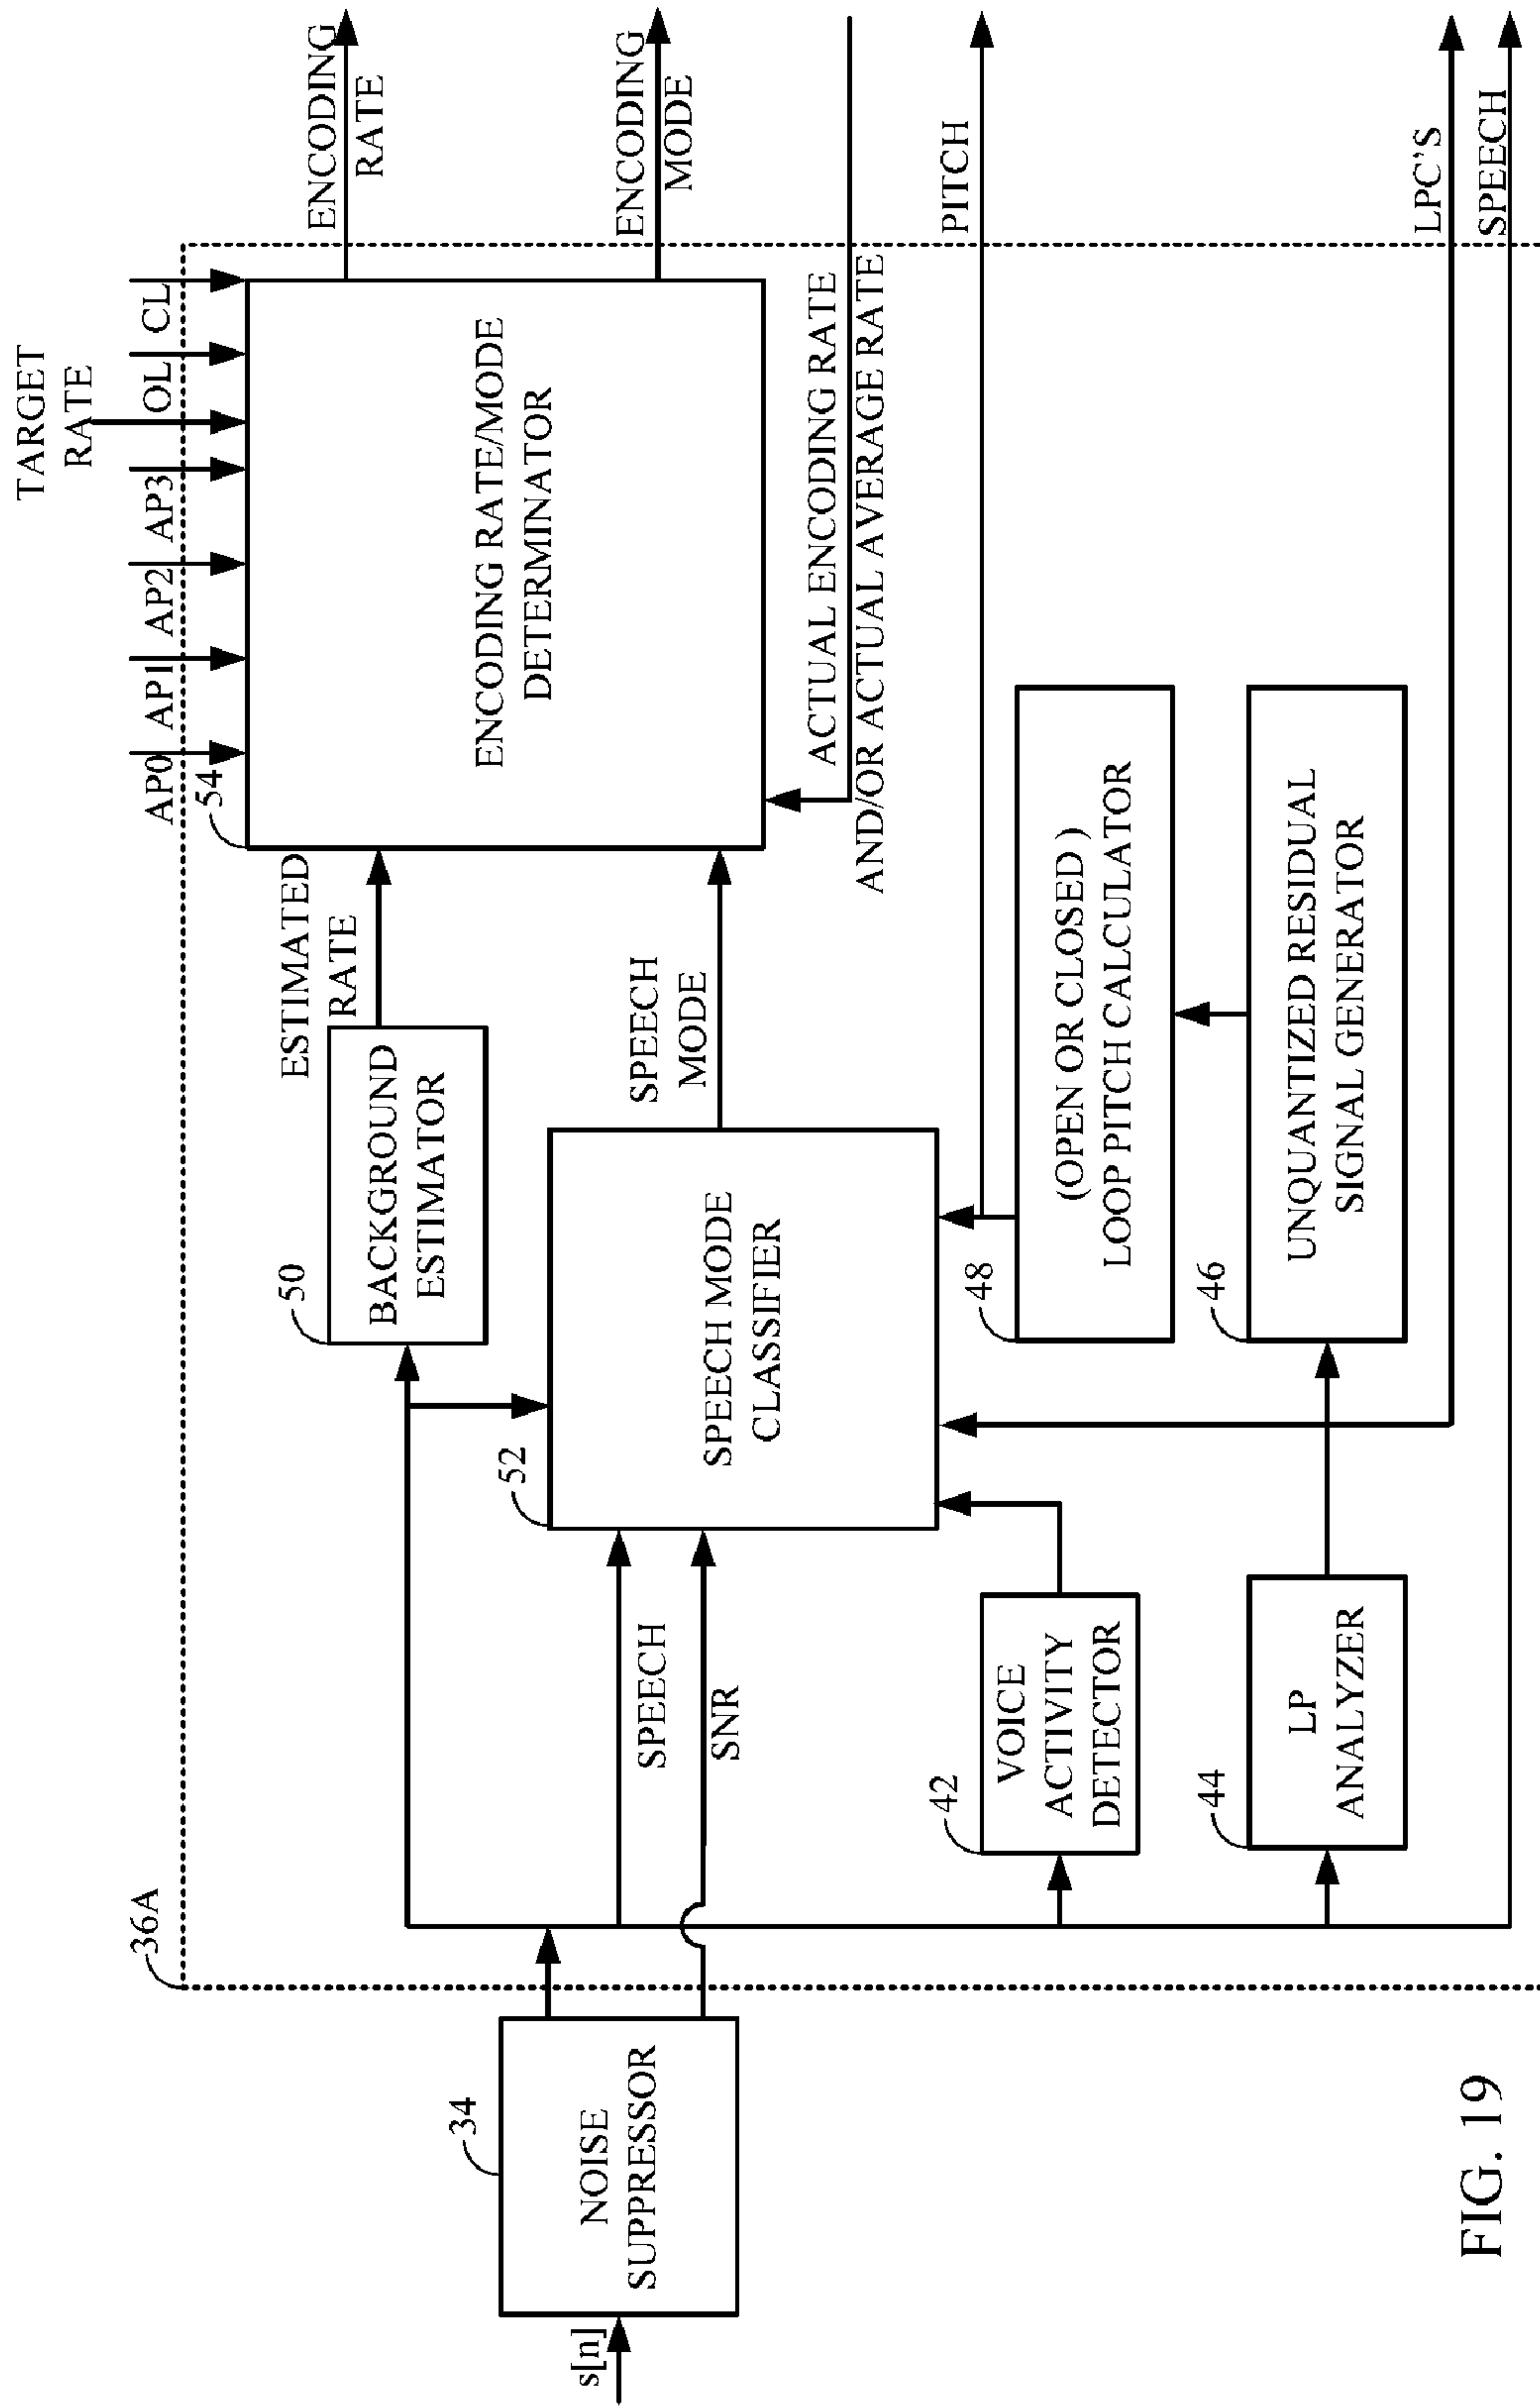 TARGET
RATE
AP0
AP1
AP2
AP3
OL
CL
36A
54
ENCODING RATE/MODE
DETERMINATOR
ENCODING
RATE
ENCODING
MODE
ESTIMATED
RATE
50
BACKGROUND
ESTIMATOR
34
NOISE
SUPPRESSOR
s[n]
52
SPEECH MODE
CLASSIFIER
SPEECH
MODE
SPEECH
SNR
ACTUAL ENCODING RATE
AND/OR ACTUAL AVERAGE RATE
42
VOICE
ACTIVITY
DETECTOR
48
(OPEN OR CLOSED )
LOOP PITCH CALCULATOR
PITCH
44
LP
ANALYZER
46
UNQUANTIZED RESIDUAL
SIGNAL GENERATOR
LPC'S
SPEECH
FIG. 19